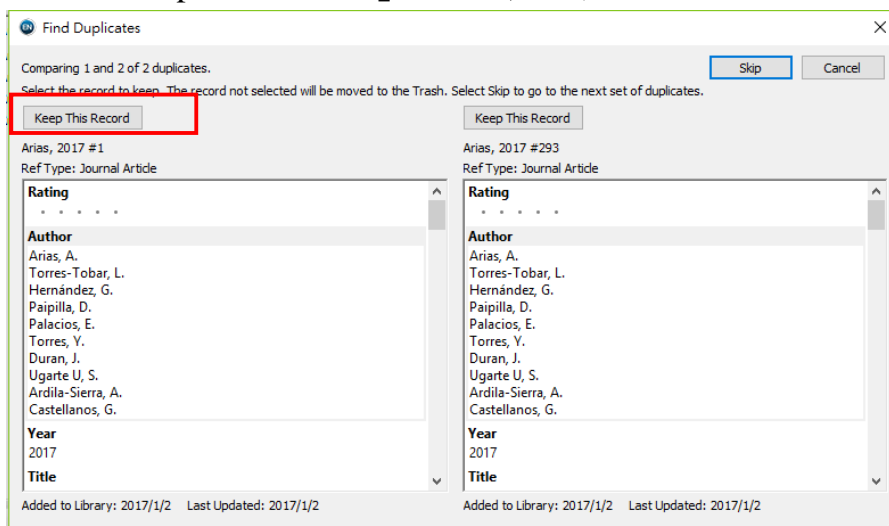 EN Find Duplicates
Comparing 1 and 2 of 2 duplicates.
Skip
Cancel
Select the record to keep. The record not selected will be moved to the Trash. Select Skip to go to the next set of duplicates.
Keep This Record
Arias, 2017 #1
Ref Type: Journal Article
Rating
Author
Arias, A.
Torres-Tobar, L.
Hernández, G.
Paipilla, D.
Palacios, E.
Torres, Y.
Duran, J.
Ugarte U, S.
Ardila-Sierra, A.
Castellanos, G.
Year
2017
Title
Added to Library: 2017/1/2 Last Updated: 2017/1/2
Keep This Record
Arias, 2017 #293
Ref Type: Journal Article
Rating
Author
Arias, A.
Torres-Tobar, L.
Hernández, G.
Paipilla, D.
Palacios, E.
Torres, Y.
Duran, J.
Ugarte U, S.
Ardila-Sierra, A.
Castellanos, G.
Year
2017
Title
Added to Library: 2017/1/2 Last Updated: 2017/1/2